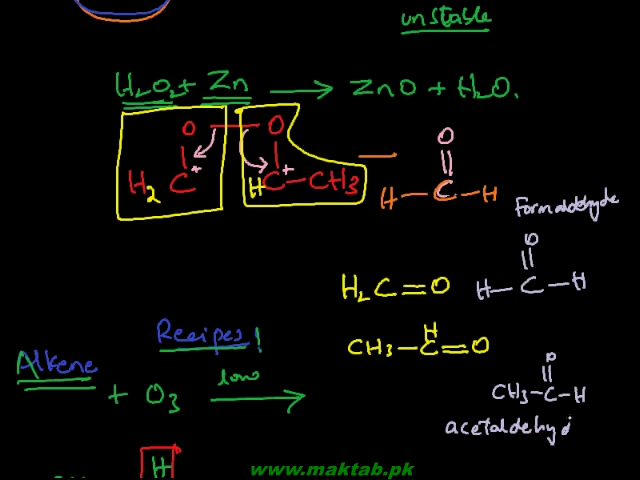 unstable
H2O2 + Zn → ZnO + H2O.
O — O
H2 C+ HC+ — CH3
O
||
H — C — H
Formaldehyde
H2C=O
O
||
H — C — H
H
CH3 — C=O
Recipes!
Alkene
+ O3 low →
O
||
CH3 — C — H
acetaldehyd
H
www.maktab.pk